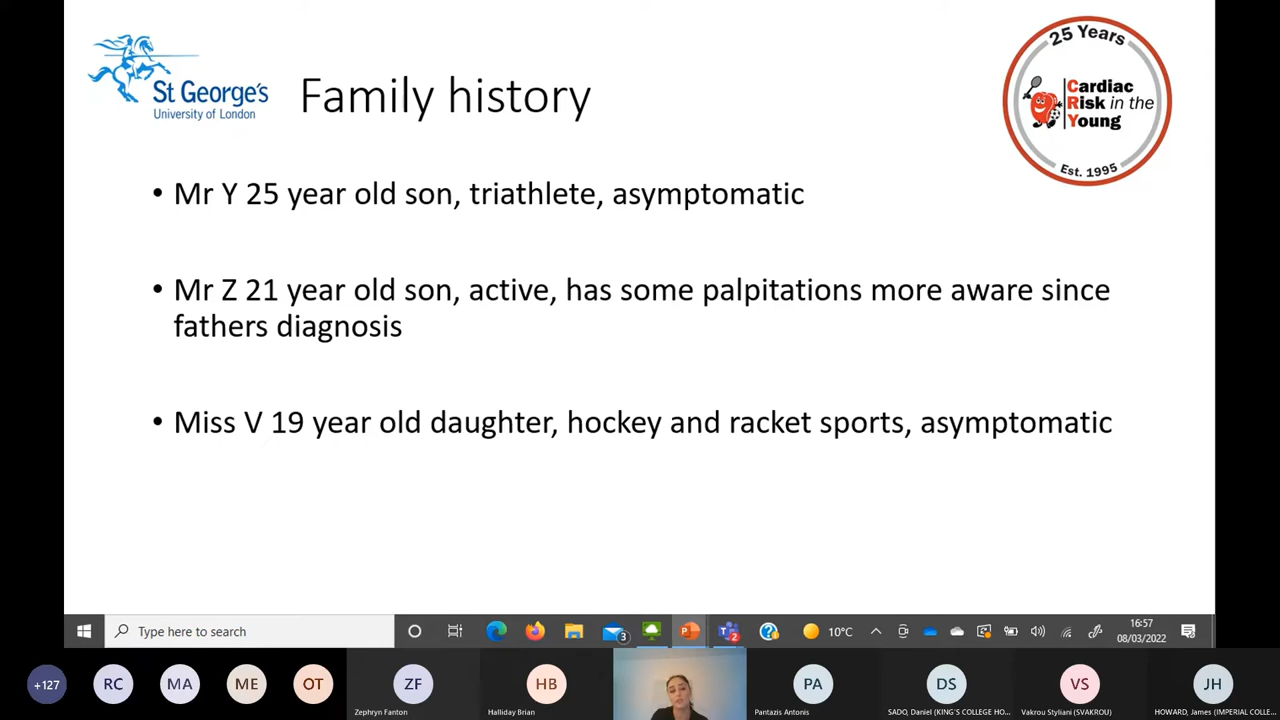 St George's
University of London
Family history
25 Years
Cardiac
Risk in the
Young
Est. 1995
• Mr Y 25 year old son, triathlete, asymptomatic
• Mr Z 21 year old son, active, has some palpitations more aware since
fathers diagnosis
• Miss V 19 year old daughter, hockey and racket sports, asymptomatic
Type here to search
3
2
10°C
16:57
08/03/2022
+127
RC
MA
ME
OT
ZF
HB
PA
DS
VS
JH
Zephryn Fanton
Halliday Brian
Pantazis Antonis
SADO, Daniel (KING'S COLLEGE HO...
Vakrou Styliani (SVAKROU)
HOWARD, James (IMPERIAL COLLE...